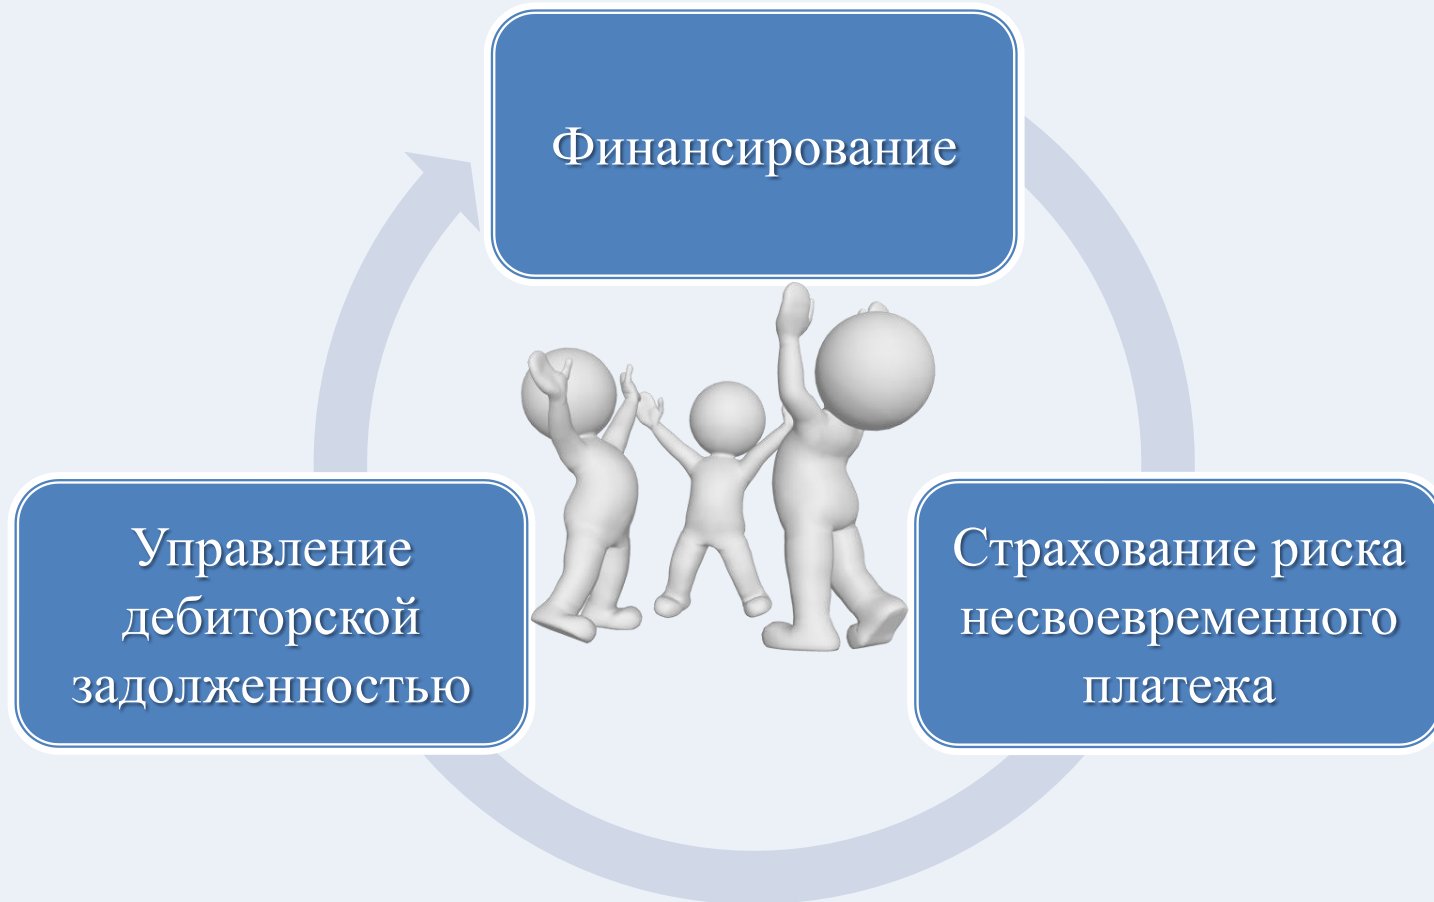 Финансирование
Управление
дебиторской
задолженностью
Страхование риска
несвоевременного
платежа